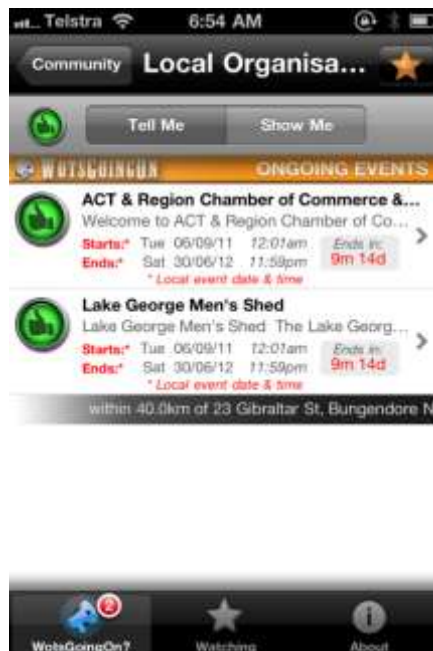 Telstra 6:54 AM
Community Local Organisa...
Tell Me Show Me
WOTSGOINGON ONGOING EVENTS
ACT & Region Chamber of Commerce &...
Welcome to ACT & Region Chamber of Co...
Starts:* Tue 06/09/11 12:01am Ends in:
Ends:* Sat 30/06/12 11:59pm 9m 14d
* Local event date & time
Lake George Men's Shed
Lake George Men's Shed The Lake Georg...
Starts:* Tue 06/09/11 12:01am Ends in:
Ends:* Sat 30/06/12 11:59pm 9m 14d
* Local event date & time
within 40.0km of 23 Gibraltar St, Bungendore N
2
WotsGoingOn? Watching About